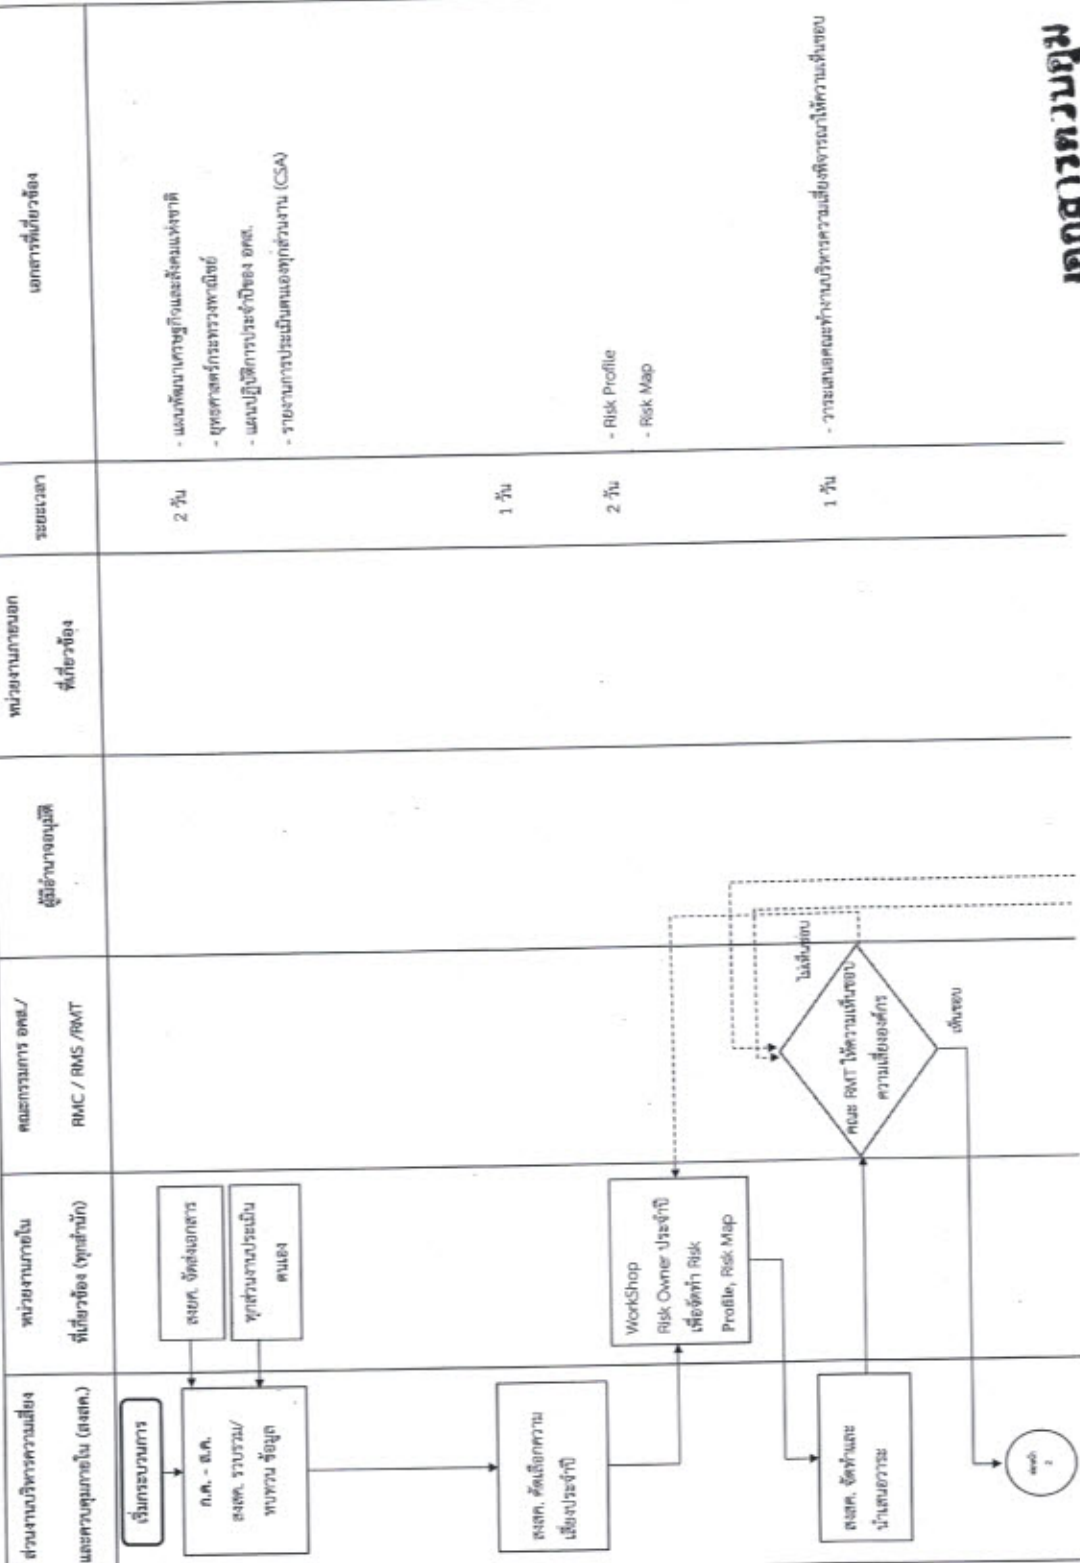 ส่วนงานบริหารความเสี่ยง
และควบคุมภายใน (สงสค.)
หน่วยงานภายใน
ที่เกี่ยวข้อง (ทุกสำนัก)
คณะกรรมการ อคส./
RMC / RMS /RMT
ผู้มีอำนาจอนุมัติ
หน่วยงานภายนอก
ที่เกี่ยวข้อง
ระยะเวลา
เอกสารที่เกี่ยวข้อง
เริ่มกระบวนการ
ก.ค. - ส.ค.
สงสค. รวบรวม/
ทบทวน ข้อมูล
สงยศ. จัดส่งเอกสาร
ทุกส่วนงานประเมิน
ตนเอง
2 วัน
- แผนพัฒนาเศรษฐกิจและสังคมแห่งชาติ
- ยุทธศาสตร์กระทรวงพาณิชย์
- แผนปฏิบัติการประจำปีของ อคส.
- รายงานการประเมินตนเองทุกส่วนงาน (CSA)
สงสค. คัดเลือกความ
เสี่ยงประจำปี
1 วัน
WorkShop
Risk Owner ประจำปี
เพื่อจัดทำ Risk
Profile, Risk Map
2 วัน
- Risk Profile
- Risk Map
สงสค. จัดทำและ
นำเสนอวาระ
คณะ RMT ให้ความเห็นชอบ
ความเสี่ยงองค์กร
ไม่เห็นชอบ
เห็นชอบ
1 วัน
- วาระเสนอคณะทำงานบริหารความเสี่ยงพิจารณาให้ความเห็นชอบ
2